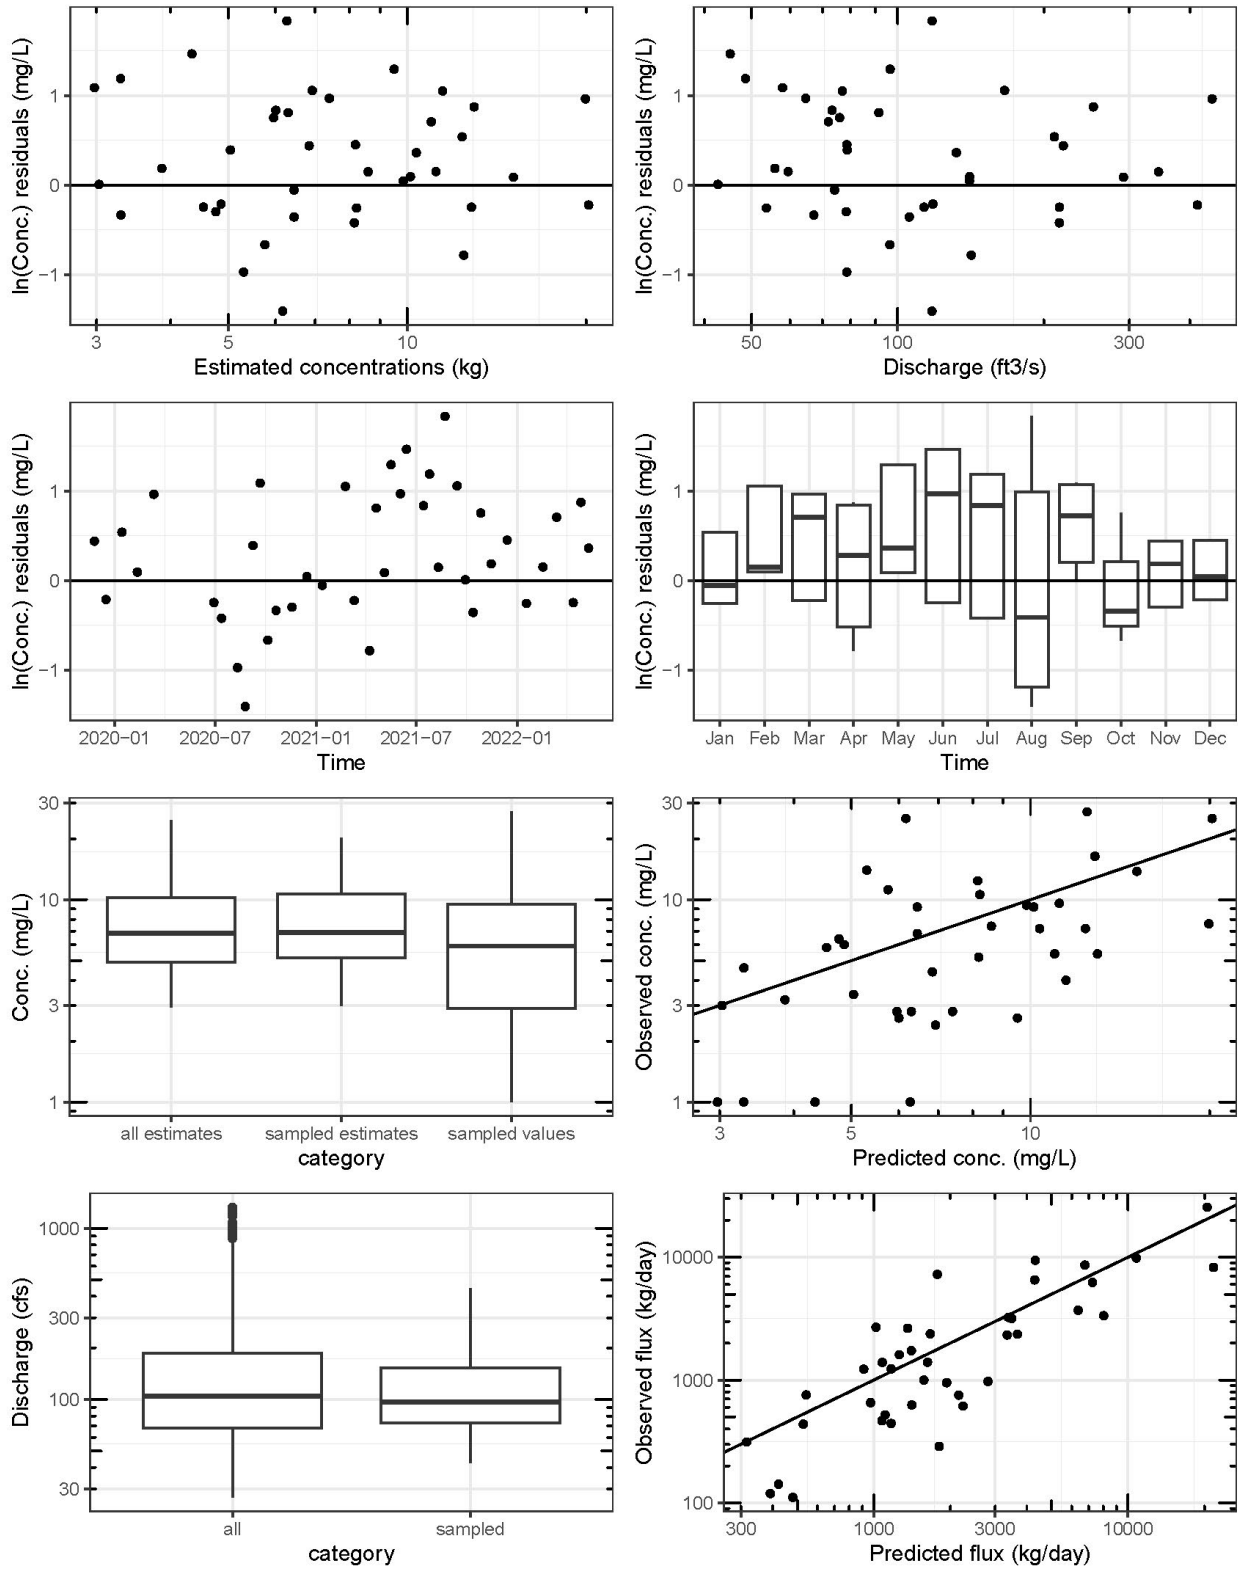 ln(Conc.) residuals (mg/L)
1
0
−1
3
5
10
Estimated concentrations (kg)
ln(Conc.) residuals (mg/L)
1
0
−1
50
100
300
Discharge (ft3/s)
ln(Conc.) residuals (mg/L)
1
0
−1
2020−01
2020−07
2021−01
2021−07
2022−01
Time
ln(Conc.) residuals (mg/L)
1
0
−1
Jan Feb Mar Apr May Jun Jul Aug Sep Oct Nov Dec
Time
Conc. (mg/L)
30
10
3
1
all estimates
sampled estimates
sampled values
category
Observed conc. (mg/L)
30
10
3
1
3
5
10
Predicted conc. (mg/L)
Discharge (cfs)
1000
300
100
30
all
sampled
category
Observed flux (kg/day)
10000
1000
100
300
1000
3000
10000
Predicted flux (kg/day)